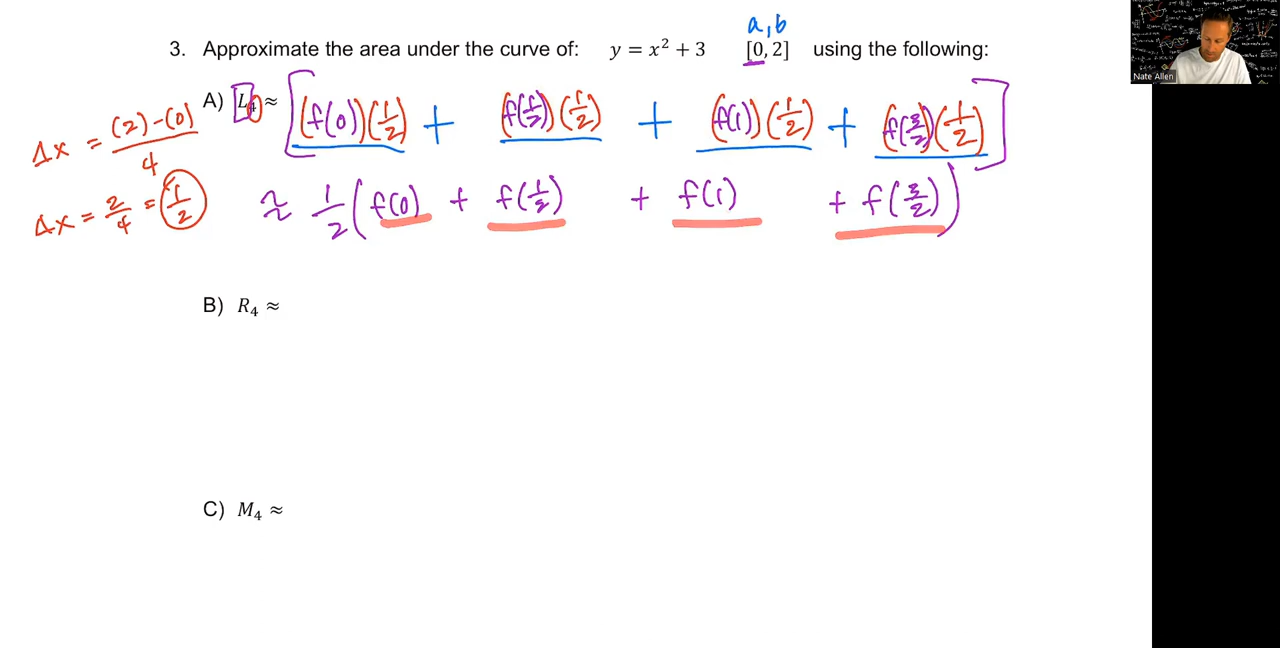 a, b
3. Approximate the area under the curve of: y = x² + 3 [0, 2] using the following:
A) L₄ ≈ [(f(0))(1/2) + (f(1/2))(1/2) + (f(1))(1/2) + (f(3/2))(1/2)]
Δx = (2)-(0)/4
Δx = 2/4 = 1/2
≈ 1/2 (f(0) + f(1/2) + f(1) + f(3/2))
B) R₄ ≈
C) M₄ ≈
Nate Allen